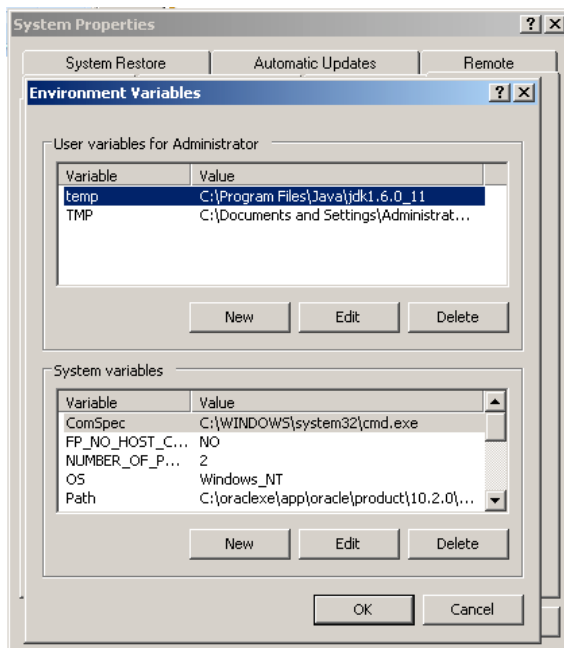 System Properties
System Restore Automatic Updates Remote
Environment Variables
User variables for Administrator
Variable Value
temp C:\Program Files\Java\jdk1.6.0_11
TMP C:\Documents and Settings\Administrat...
New Edit Delete
System variables
Variable Value
ComSpec C:\WINDOWS\system32\cmd.exe
FP_NO_HOST_C... NO
NUMBER_OF_P... 2
OS Windows_NT
Path C:\oraclexe\app\oracle\product\10.2.0\...
New Edit Delete
OK Cancel